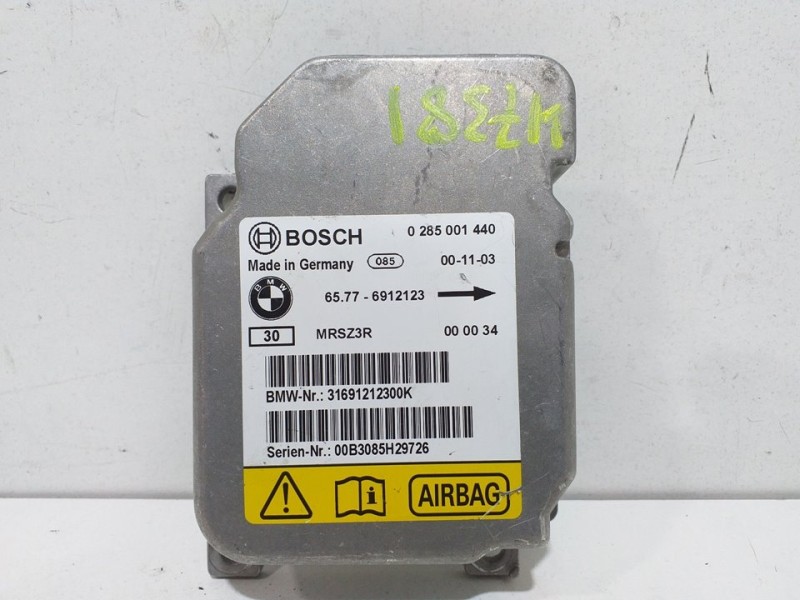 BOSCH 0 285 001 440
Made in Germany 085 00-11-03
BMW
65.77 - 6912123
30 MRSZ3R 00 00 34
BMW-Nr.: 31691212300K
Serien-Nr.: 00B3085H29726
AIRBAG